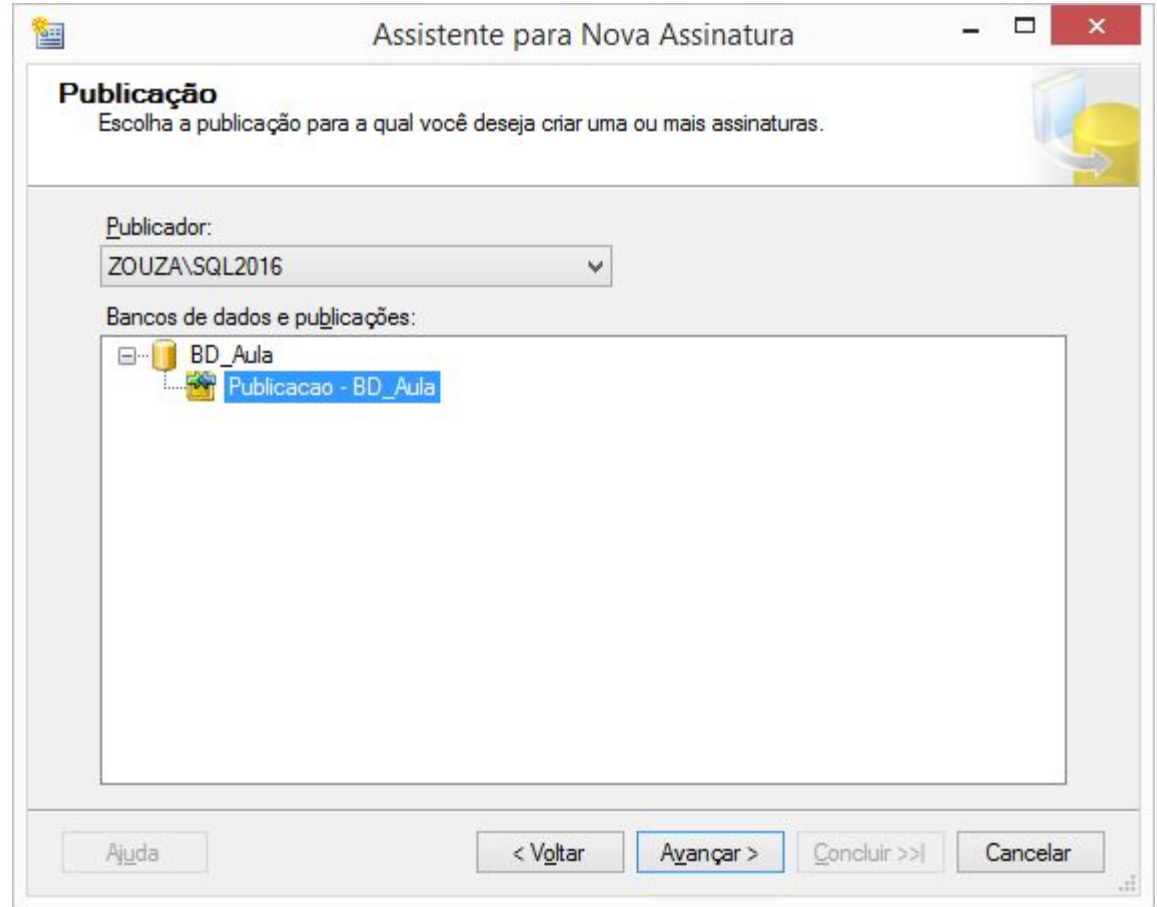 Assistente para Nova Assinatura
Publicação
Escolha a publicação para a qual você deseja criar uma ou mais assinaturas.
Publicador:
ZOUZA\SQL2016
Bancos de dados e publicações:
BD_Aula
Publicacao - BD_Aula
Ajuda
< Voltar
Avançar >
Concluir >>|
Cancelar